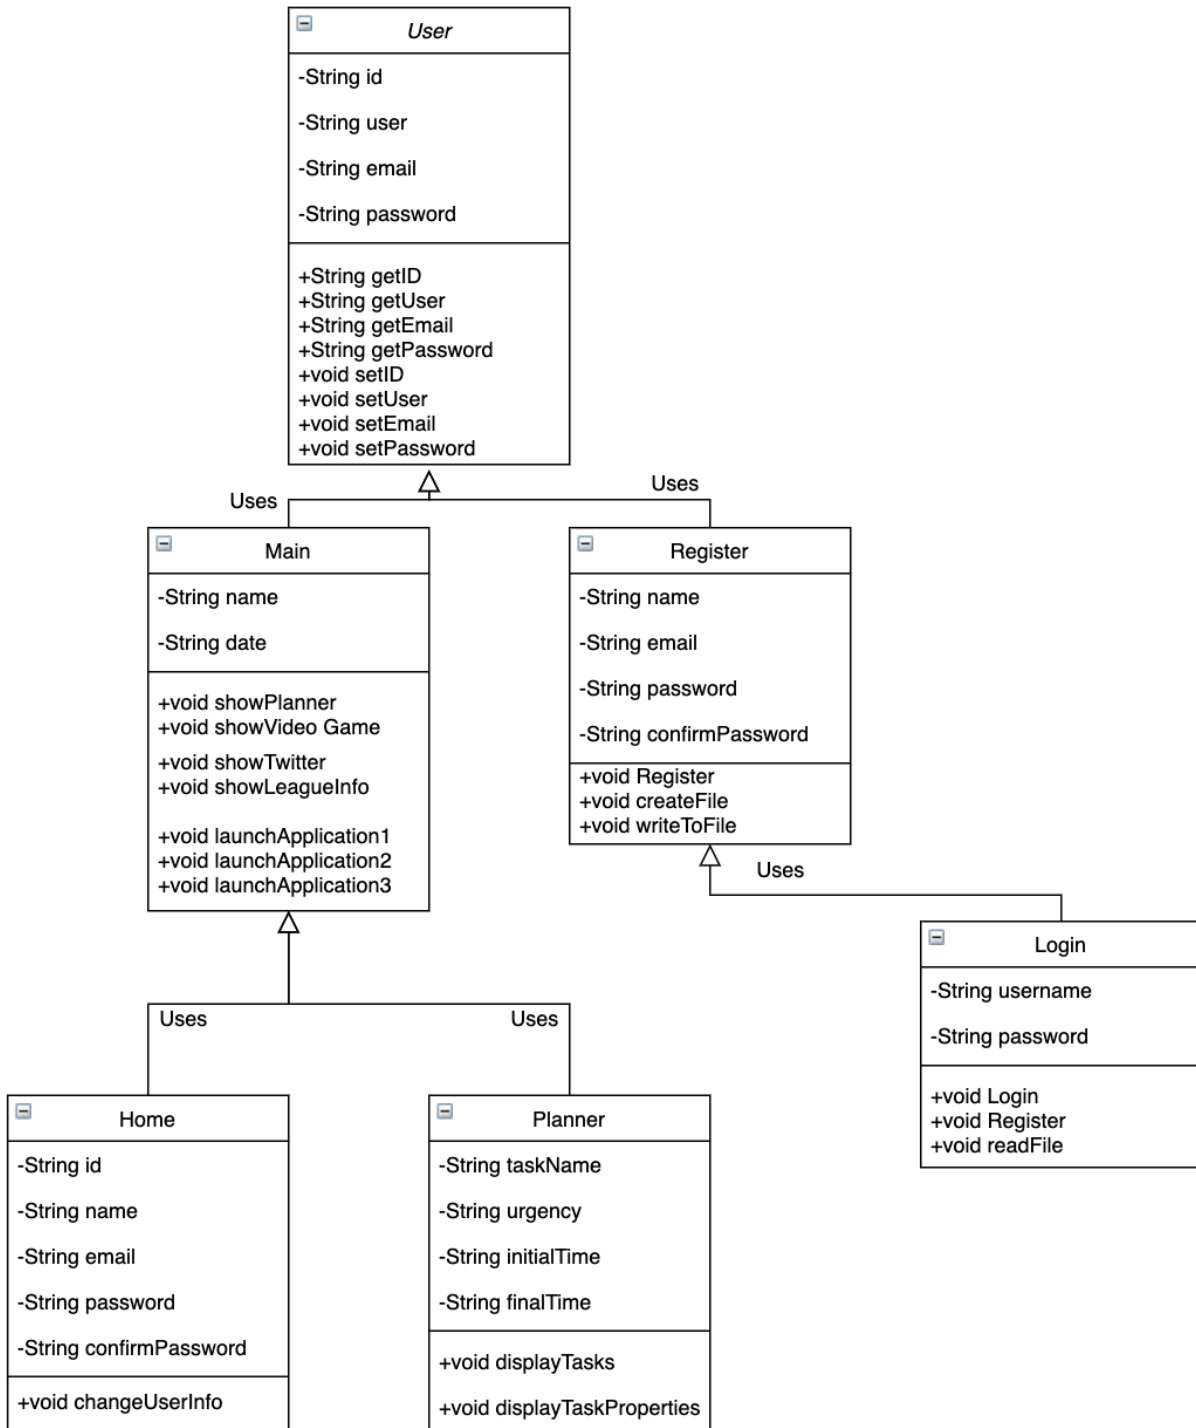 User
-String id
-String user
-String email
-String password
+String getID
+String getUser
+String getEmail
+String getPassword
+void setID
+void setUser
+void setEmail
+void setPassword
Uses
Uses
Main
-String name
-String date
+void showPlanner
+void showVideo Game
+void showTwitter
+void showLeagueInfo
+void launchApplication1
+void launchApplication2
+void launchApplication3
Register
-String name
-String email
-String password
-String confirmPassword
+void Register
+void createFile
+void writeToFile
Uses
Login
-String username
-String password
+void Login
+void Register
+void readFile
Uses
Uses
Home
-String id
-String name
-String email
-String password
-String confirmPassword
+void changeUserInfo
Planner
-String taskName
-String urgency
-String initialTime
-String finalTime
+void displayTasks
+void displayTaskProperties